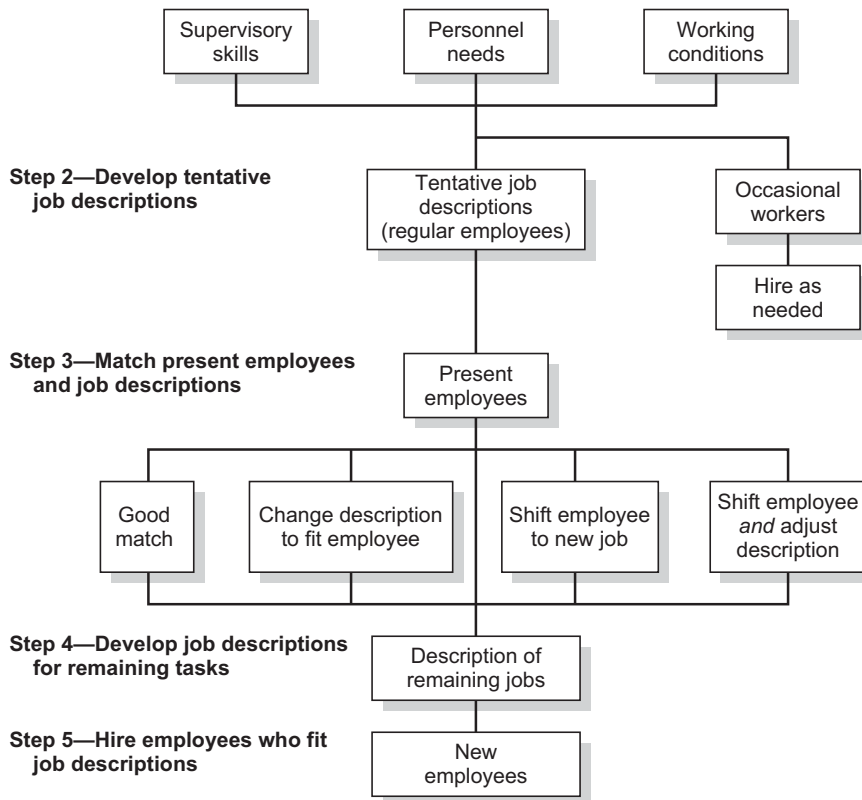 Supervisory
skills
Personnel
needs
Working
conditions
Step 2—Develop tentative
job descriptions
Tentative job
descriptions
(regular employees)
Occasional
workers
Hire as
needed
Step 3—Match present employees
and job descriptions
Present
employees
Good
match
Change description
to fit employee
Shift employee
to new job
Shift employee
and adjust
description
Step 4—Develop job descriptions
for remaining tasks
Description of
remaining jobs
Step 5—Hire employees who fit
job descriptions
New
employees